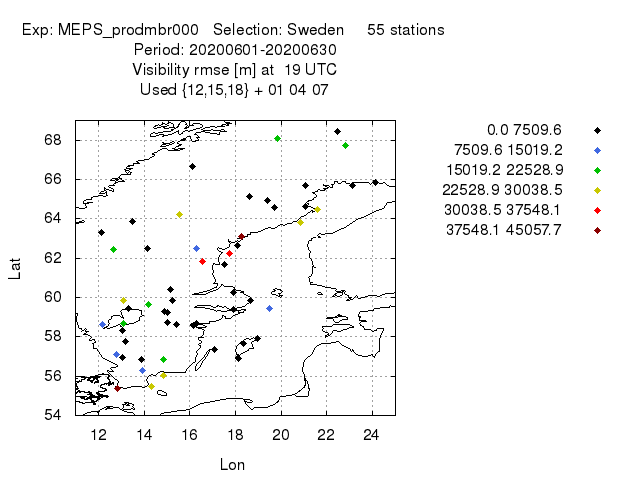 Exp: MEPS_prodmbr000 Selection: Sweden 55 stations
Period: 20200601-20200630
Visibility rmse [m] at 19 UTC
Used {12,15,18} + 01 04 07
0.0 7509.6
7509.6 15019.2
15019.2 22528.9
22528.9 30038.5
30038.5 37548.1
37548.1 45057.7
Lat
68
66
64
62
60
58
56
54
12 14 16 18 20 22 24
Lon